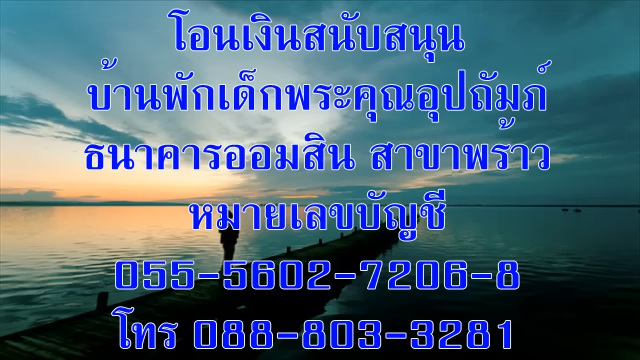 โอนเงินสนับสนุน
บ้านพักเด็กพระคุณอุปถัมภ์
ธนาคารออมสิน สาขาพร้าว
หมายเลขบัญชี
055-5602-7206-8
โทร 088-803-3281